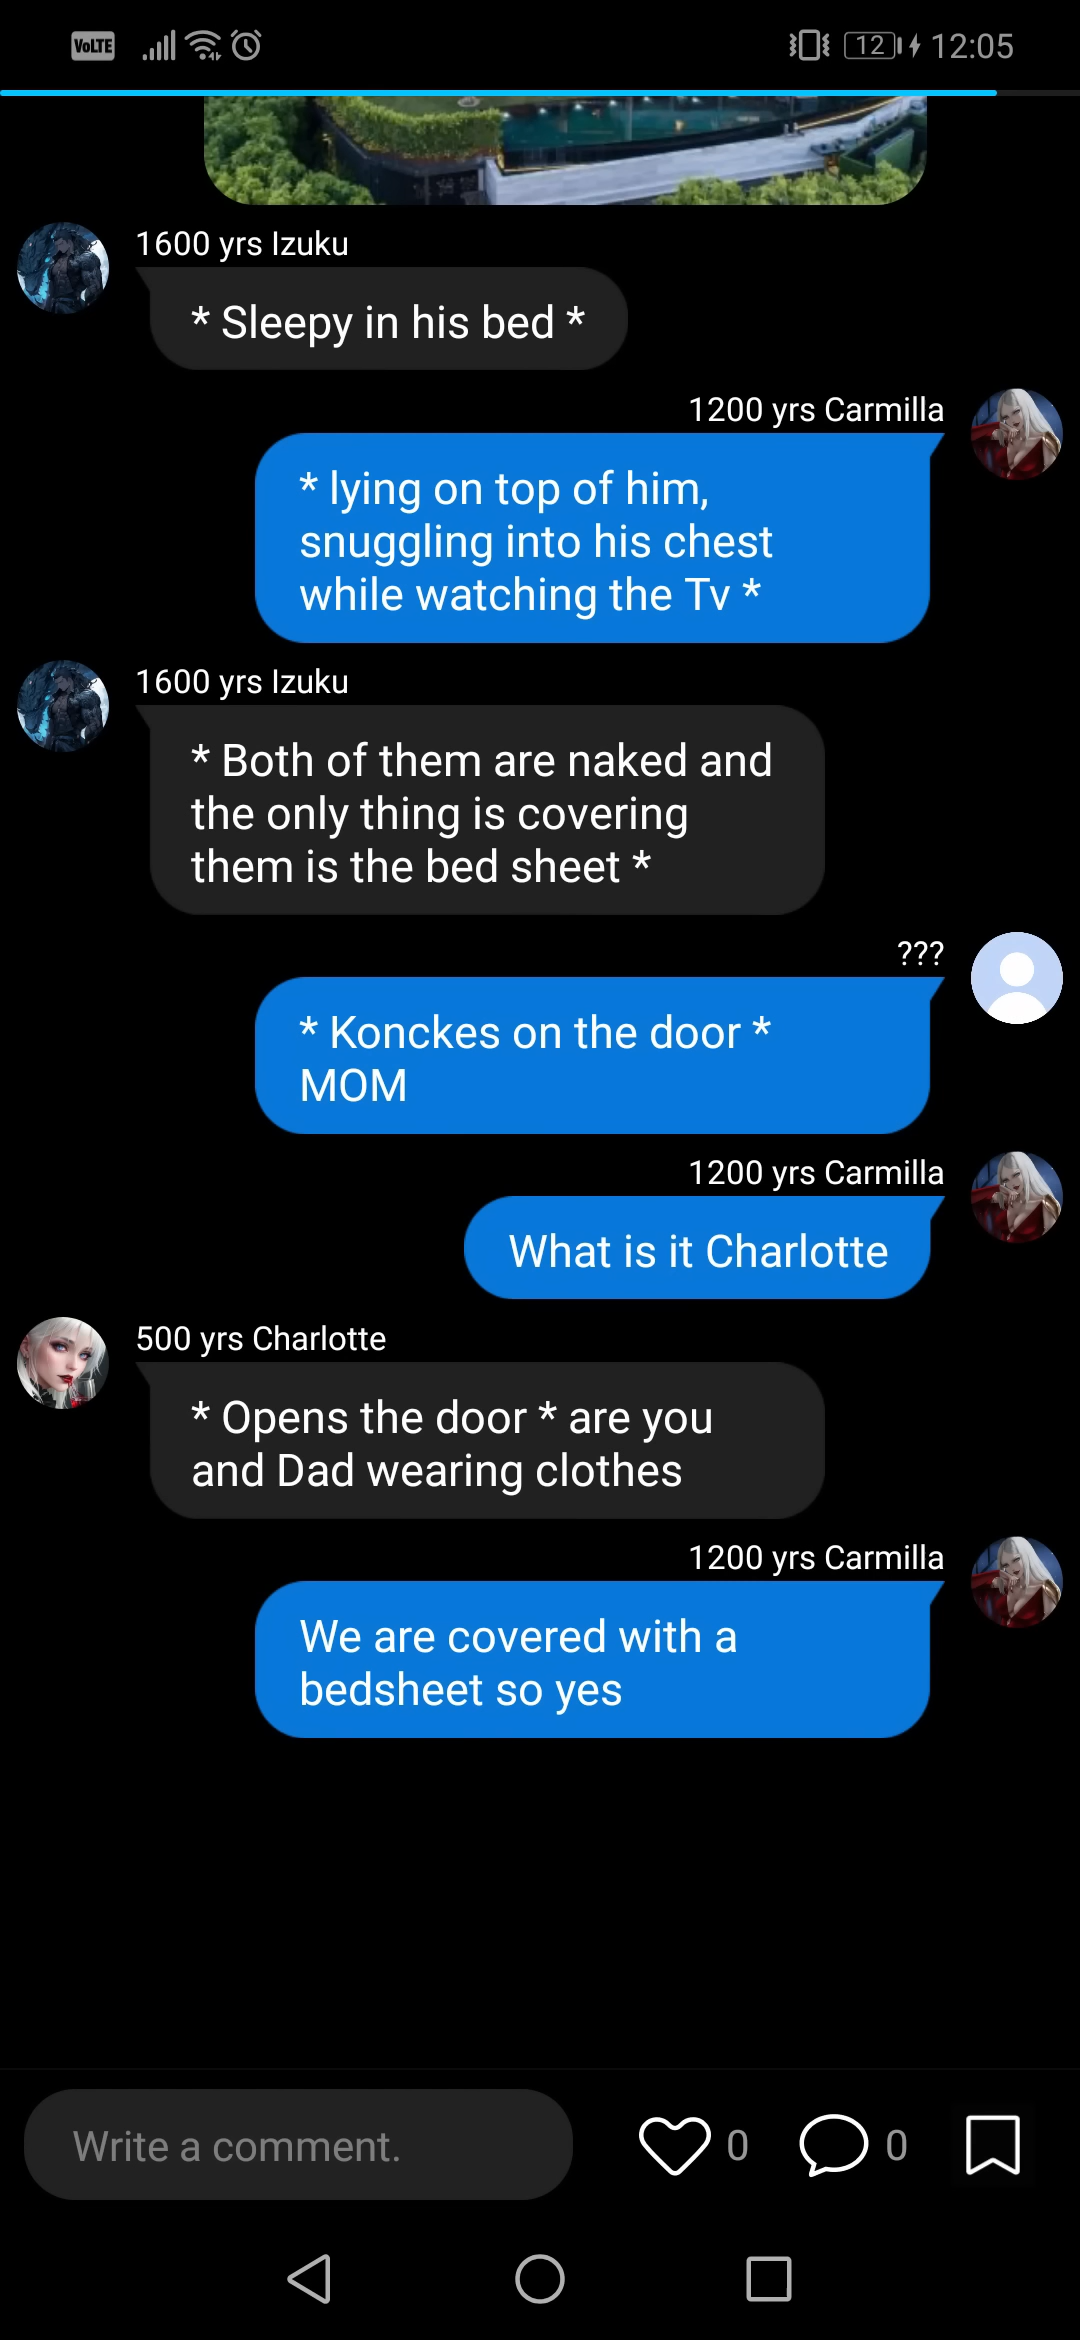 VoLTE
12
12:05
1600 yrs Izuku
* Sleepy in his bed *
1200 yrs Carmilla
* lying on top of him,
snuggling into his chest
while watching the Tv *
1600 yrs Izuku
* Both of them are naked and
the only thing is covering
them is the bed sheet *
???
* Konckes on the door *
MOM
1200 yrs Carmilla
What is it Charlotte
500 yrs Charlotte
* Opens the door * are you
and Dad wearing clothes
1200 yrs Carmilla
We are covered with a
bedsheet so yes
Write a comment.
0
0